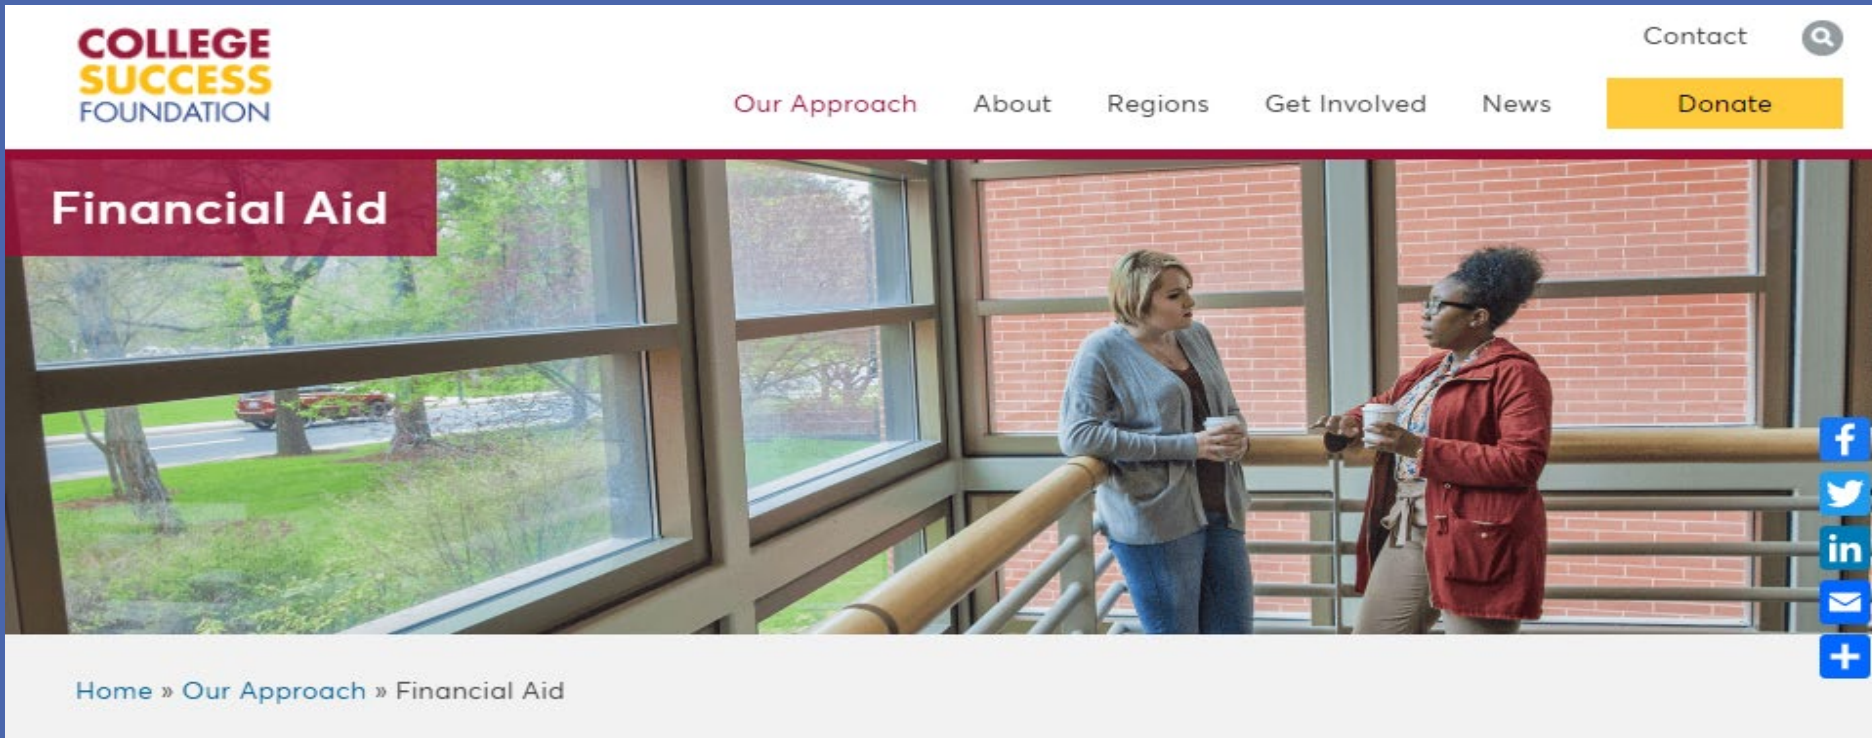 COLLEGE
SUCCESS
FOUNDATION
Contact
Our Approach About Regions Get Involved News Donate
Financial Aid
Home » Our Approach » Financial Aid